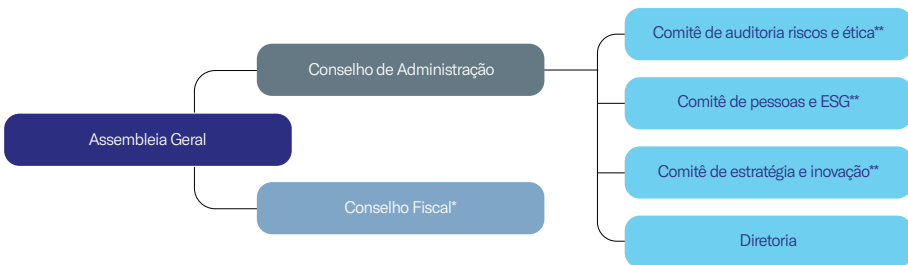 Assembleia Geral
Conselho de Administração
Conselho Fiscal*
Comitê de auditoria riscos e ética**
Comitê de pessoas e ESG**
Comitê de estratégia e inovação**
Diretoria